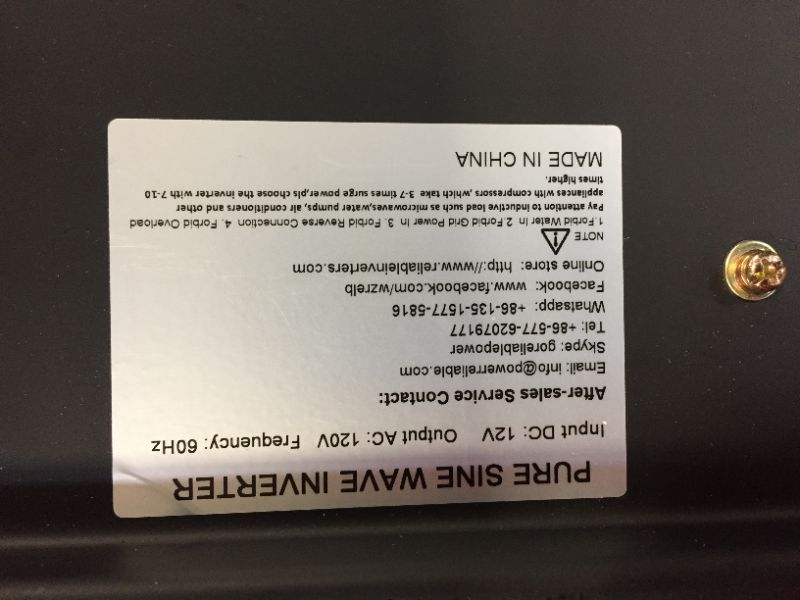 PURE SINE WAVE INVERTER
Input DC: 12V Output AC: 120V Frequency: 60Hz
After-sales Service Contact:
Email: info@powerreliable.com
Skype: goreliablepower
Tel: +86-577-62079177
Whatsapp: +86-135-1577-5816
Facebook: www.facebook.com/wzrelb
Online store: http://www.reliableinverters.com
NOTE
1.Forbid Water In 2.Forbid Grid Power In 3. Forbid Reverse Connection 4. Forbid Overload
Pay attention to inductive load such as microwaves,water pumps, air conditioners and other
appliances with compressors ,which take 3-7 times surge power,pls choose the inverter with 7-10
times higher.
MADE IN CHINA